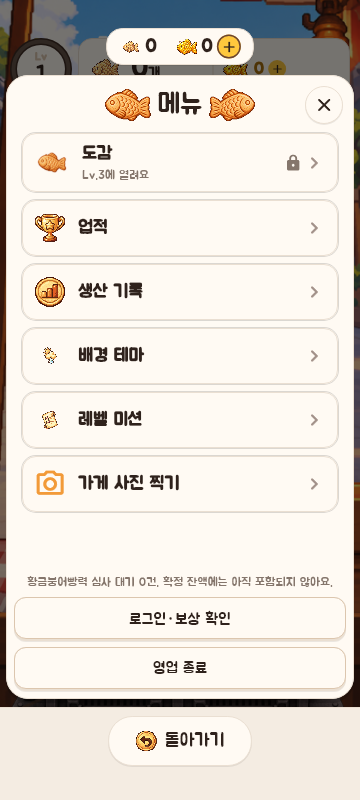 0 0
Lv
1 0개 0
메뉴
도감
Lv.3에 열려요
업적
생산 기록
배경 테마
레벨 미션
가게 사진 찍기
황금붕어빵력 심사 대기 0건, 확정 잔액에는 아직 포함되지 않아요.
로그인·보상 확인
영업 종료
돌아가기